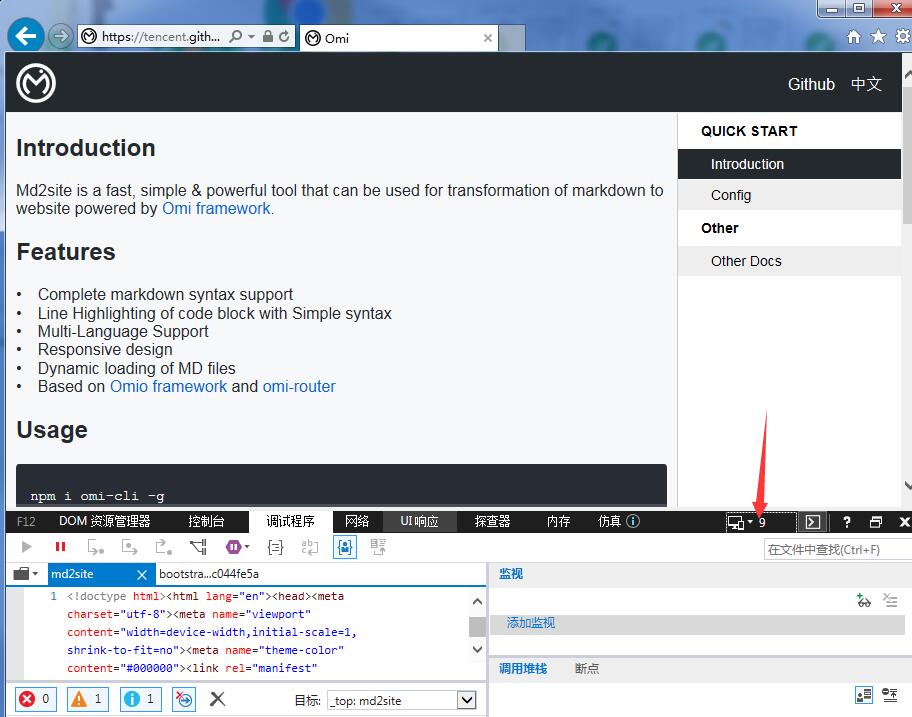 https://tencent.gith...
Omi
Github 中文
Introduction
Md2site is a fast, simple & powerful tool that can be used for transformation of markdown to
website powered by Omi framework.
Features
• Complete markdown syntax support
• Line Highlighting of code block with Simple syntax
• Multi-Language Support
• Responsive design
• Dynamic loading of MD files
• Based on Omio framework and omi-router
Usage
npm i omi-cli -g
QUICK START
Introduction
Config
Other
Other Docs
F12 DOM 资源管理器 控制台 调试程序 网络 UI 响应 探查器 内存 仿真 9 ?
在文件中查找(Ctrl+F)
md2site bootstra...c044fe5a
1 <!doctype html><html lang="en"><head><meta
charset="utf-8"><meta name="viewport"
content="width=device-width,initial-scale=1,
shrink-to-fit=no"><meta name="theme-color"
content="#000000"><link rel="manifest"
0 1 1 目标: _top: md2site
监视
添加监视
调用堆栈 断点